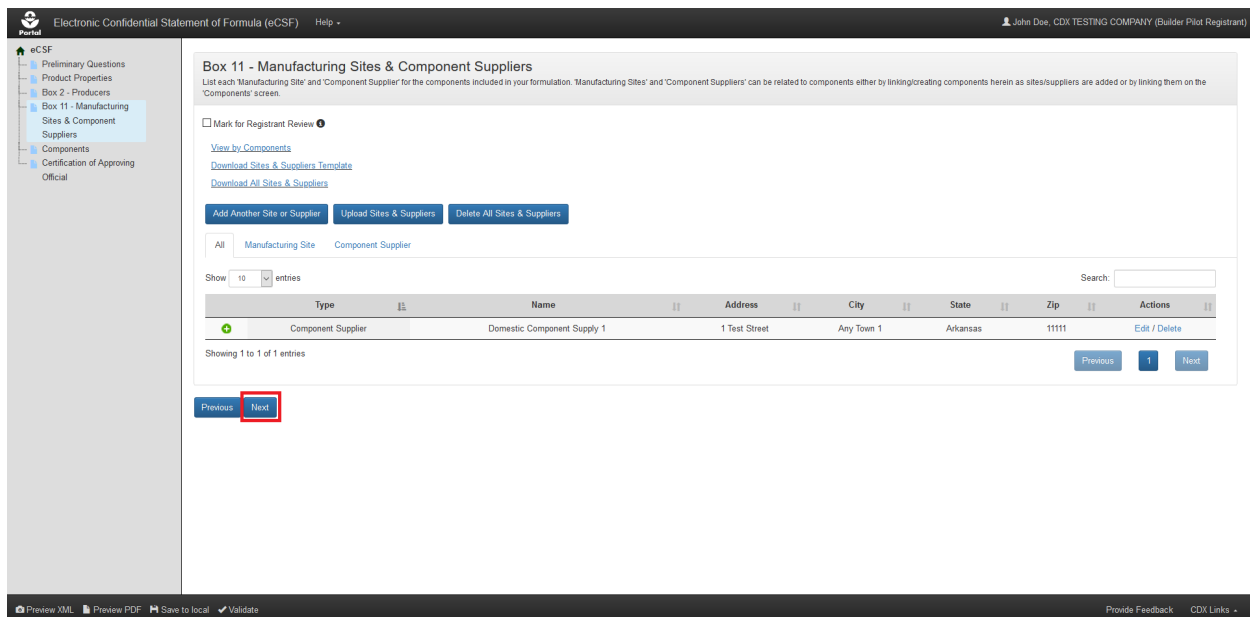 Portal
Electronic Confidential Statement of Formula (eCSF) Help
John Doe, CDX TESTING COMPANY (Builder Pilot Registrant)
eCSF
Preliminary Questions
Product Properties
Box 2 - Producers
Box 11 - Manufacturing
Sites & Component
Suppliers
Components
Certification of Approving
Official
Box 11 - Manufacturing Sites & Component Suppliers
List each 'Manufacturing Site' and 'Component Supplier' for the components included in your formulation. 'Manufacturing Sites' and 'Component Suppliers' can be related to components either by linking/creating components herein as sites/suppliers are added or by linking them on the
'Components' screen.
Mark for Registrant Review
View by Components
Download Sites & Suppliers Template
Download All Sites & Suppliers
Add Another Site or Supplier Upload Sites & Suppliers Delete All Sites & Suppliers
All Manufacturing Site Component Supplier
Show 10 entries Search:
Type Name Address City State Zip Actions
Component Supplier Domestic Component Supply 1 1 Test Street Any Town 1 Arkansas 11111 Edit / Delete
Showing 1 to 1 of 1 entries
Previous 1 Next
Previous Next
Preview XML Preview PDF Save to local Validate Provide Feedback CDX Links